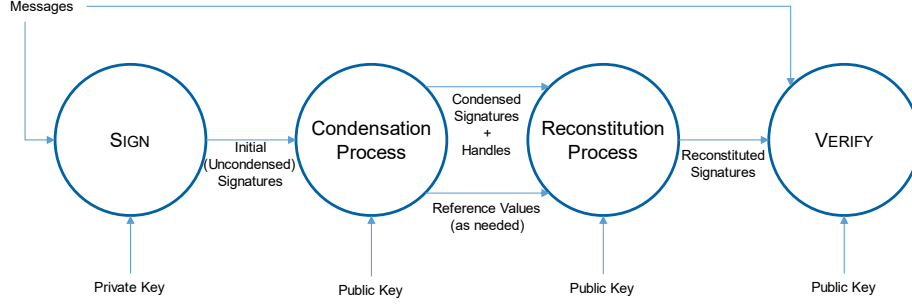 Messages
SIGN
Initial
(Uncondensed)
Signatures
Condensation
Process
Condensed
Signatures
+
Handles
Reference Values
(as needed)
Reconstitution
Process
Reconstituted
Signatures
VERIFY
Private Key
Public Key
Public Key
Public Key